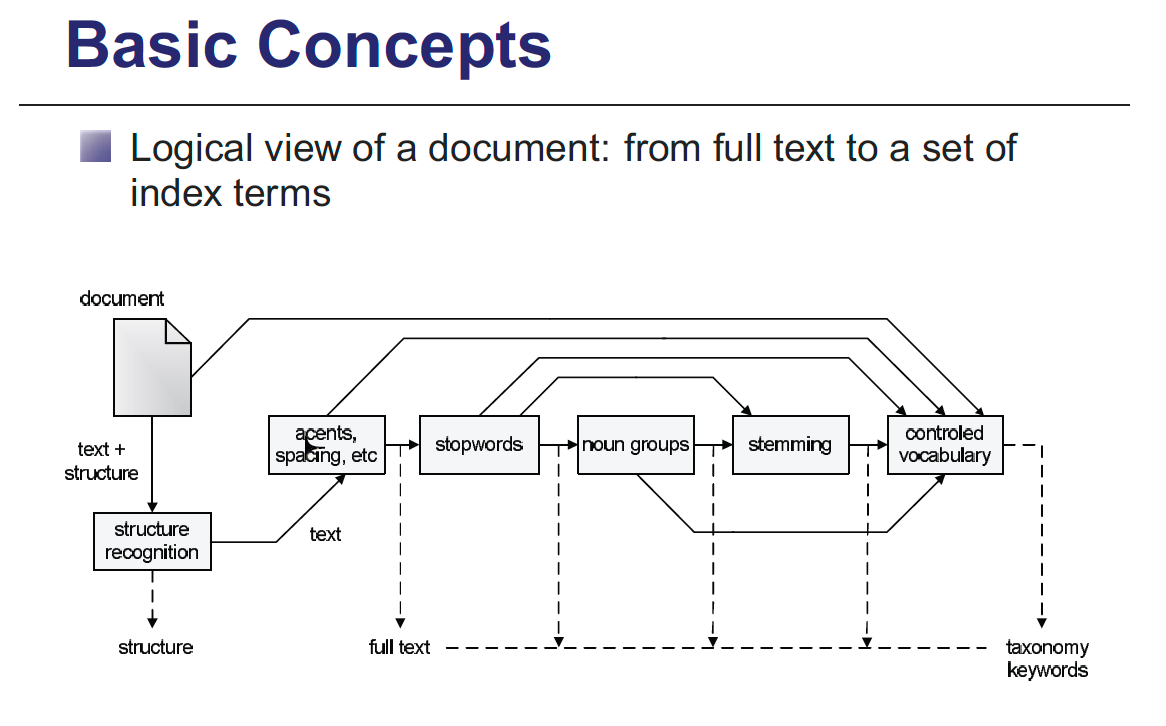 Basic Concepts
Logical view of a document: from full text to a set of
index terms
document
text +
structure
structure
recognition
structure
text
acents,
spacing, etc
stopwords
noun groups
stemming
controled
vocabulary
full text
taxonomy
keywords